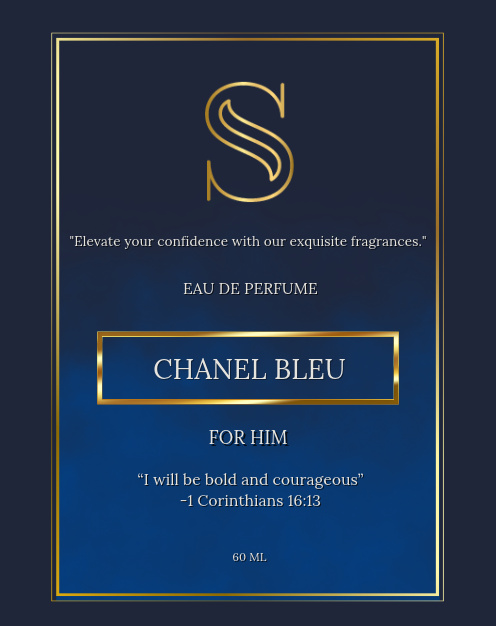 S
"Elevate your confidence with our exquisite fragrances."
EAU DE PERFUME
CHANEL BLEU
FOR HIM
“I will be bold and courageous”
-1 Corinthians 16:13
60 ML